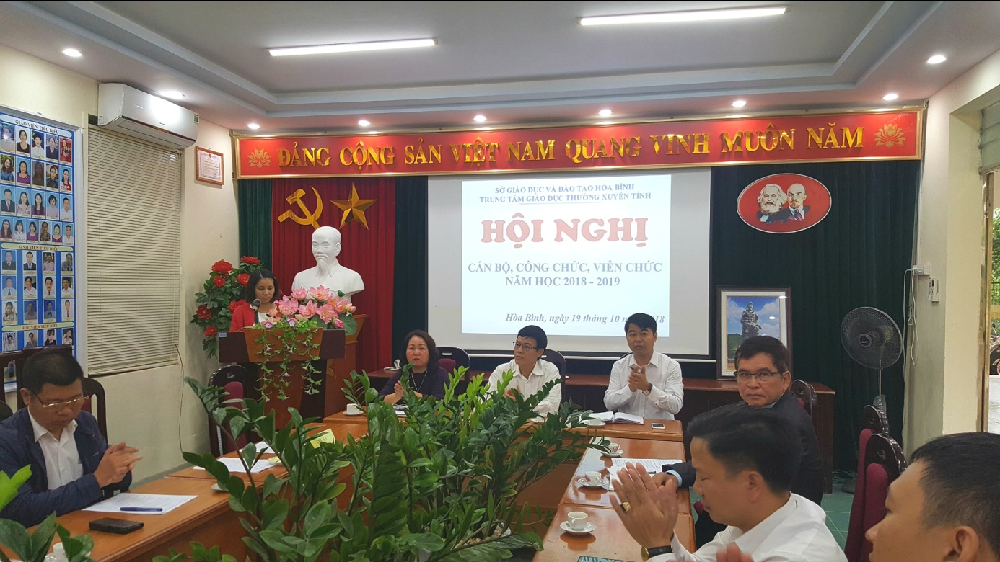 GIÁO VIÊN TIÊU BIỂU
SINH VIÊN TIÊU BIỂU
HỌC VIÊN TIÊU BIỂU
ĐẢNG CỘNG SẢN VIỆT NAM QUANG VINH MUÔN NĂM
SỞ GIÁO DỤC VÀ ĐÀO TẠO HÒA BÌNH
TRUNG TÂM GIÁO DỤC THƯỜNG XUYÊN TỈNH
HỘI NGHỊ
CÁN BỘ, CÔNG CHỨC, VIÊN CHỨC
NĂM HỌC 2018 - 2019
Hòa Bình, ngày 19 tháng 10 18